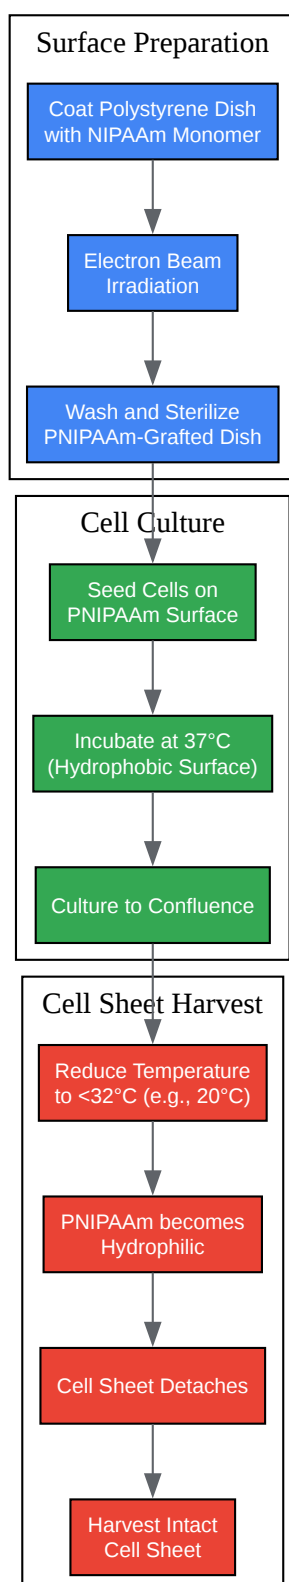 Surface Preparation
Coat Polystyrene Dish
with NIPAAm Monomer
Electron Beam
Irradiation
Wash and Sterilize
PNIPAAm-Grafted Dish
Cell Culture
Seed Cells on
PNIPAAm Surface
Incubate at 37°C
(Hydrophobic Surface)
Culture to Confluence
Cell Sheet Harvest
Reduce Temperature
to <32°C (e.g., 20°C)
PNIPAAm becomes
Hydrophilic
Cell Sheet Detaches
Harvest Intact
Cell Sheet